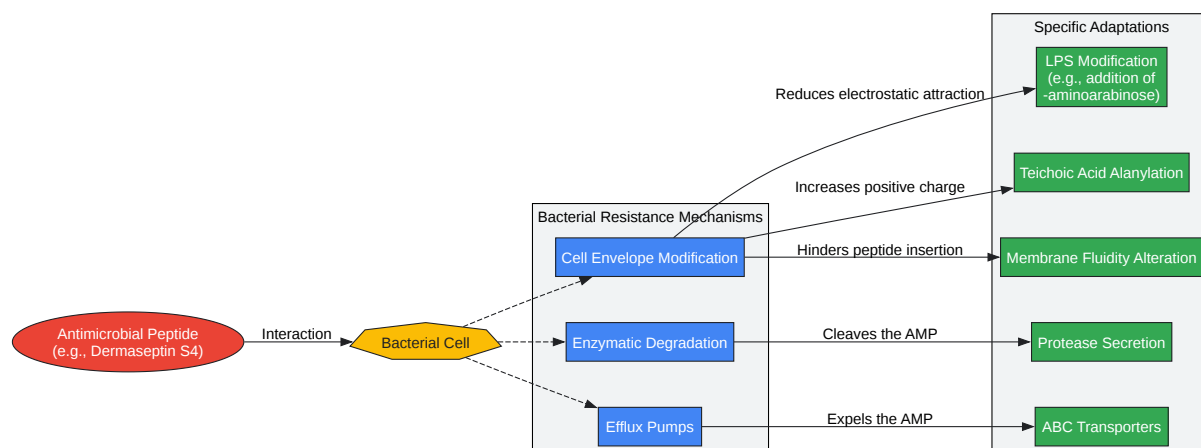 Specific Adaptations
LPS Modification
(e.g., addition of
-aminoarabinose)
Reduces electrostatic attraction
Teichoic Acid Alanylation
Increases positive charge
Bacterial Resistance Mechanisms
Cell Envelope Modification
Hinders peptide insertion
Membrane Fluidity Alteration
Antimicrobial Peptide
(e.g., Dermaseptin S4)
Interaction
Bacterial Cell
Enzymatic Degradation
Cleaves the AMP
Protease Secretion
Efflux Pumps
Expels the AMP
ABC Transporters